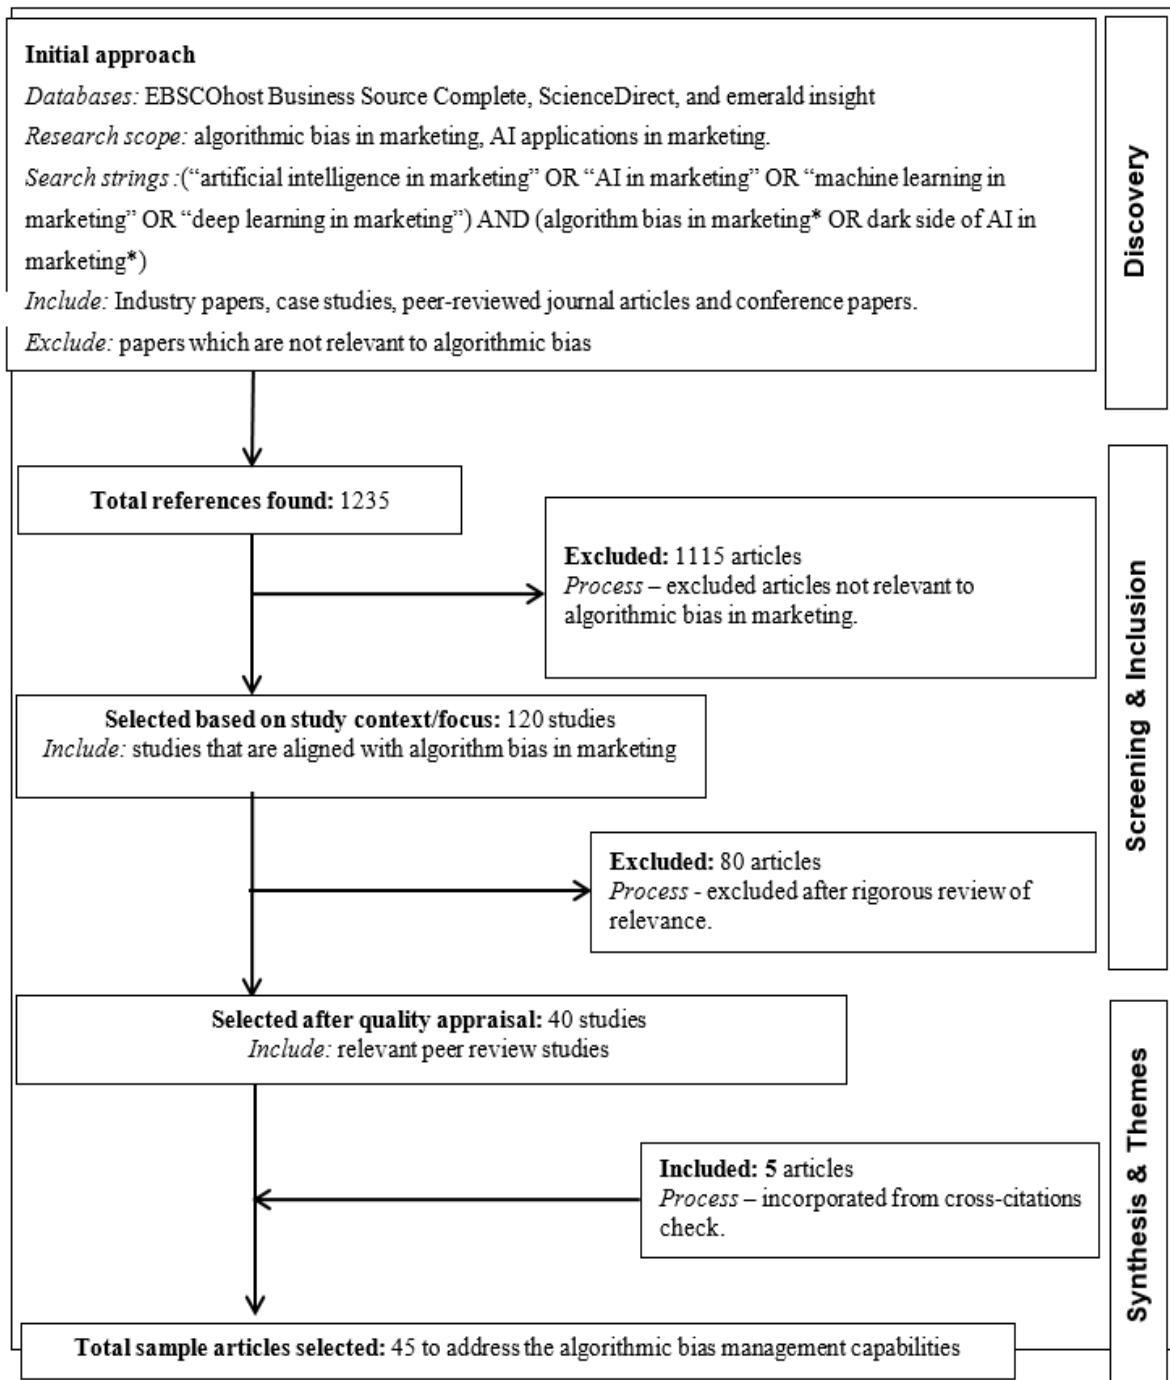 Initial approach
Databases: EBSCOhost Business Source Complete, ScienceDirect, and emerald insight
Research scope: algorithmic bias in marketing, AI applications in marketing.
Search strings :(“artificial intelligence in marketing” OR “AI in marketing” OR “machine learning in
marketing” OR “deep learning in marketing”) AND (algorithm bias in marketing* OR dark side of AI in
marketing*)
Include: Industry papers, case studies, peer-reviewed journal articles and conference papers.
Exclude: papers which are not relevant to algorithmic bias
Discovery
Total references found: 1235
Excluded: 1115 articles
Process – excluded articles not relevant to
algorithmic bias in marketing.
Selected based on study context/focus: 120 studies
Include: studies that are aligned with algorithm bias in marketing
Excluded: 80 articles
Process - excluded after rigorous review of
relevance.
Screening & Inclusion
Selected after quality appraisal: 40 studies
Include: relevant peer review studies
Included: 5 articles
Process – incorporated from cross-citations
check.
Total sample articles selected: 45 to address the algorithmic bias management capabilities
Synthesis & Themes